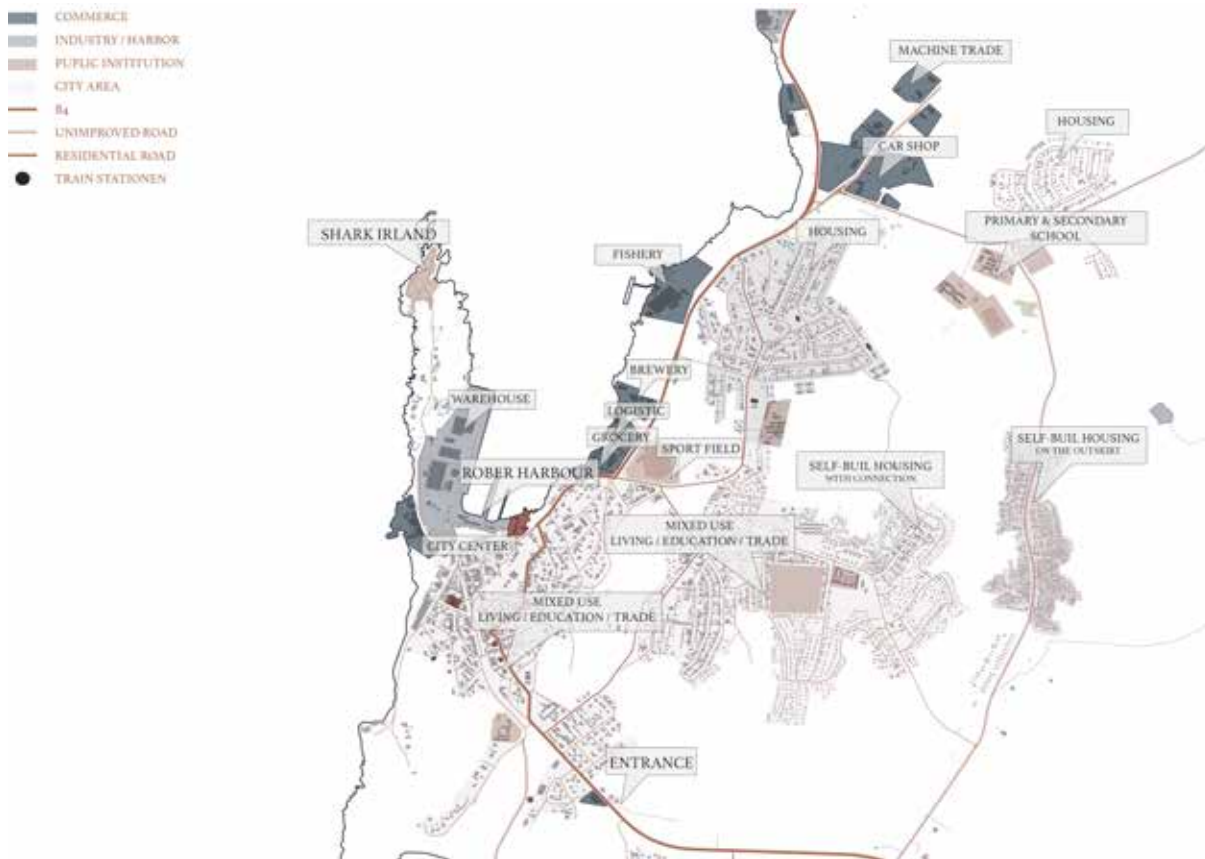 COMMERCE
INDUSTRY / HARBOR
PUPLIC INSTITUTION
CITY AREA
B4
UNIMPROVED ROAD
RESIDENTIAL ROAD
TRAIN STATIONEN
MACHINE TRADE
HOUSING
CAR SHOP
PRIMARY & SECONDARY
SCHOOL
SHARK IRLAND
HOUSING
FISHERY
BREWERY
WAREHOUSE
LOGISTIC
GROCERY
SPORT FIELD
ROBER HARBOUR
SELF-BUIL HOUSING
WITH CONNECTION
SELF-BUIL HOUSING
ON THE OUTSKIRT
MIXED USE
LIVING / EDUCATION / TRADE
CITY CENTER
MIXED USE
LIVING / EDUCATION / TRADE
ENTRANCE